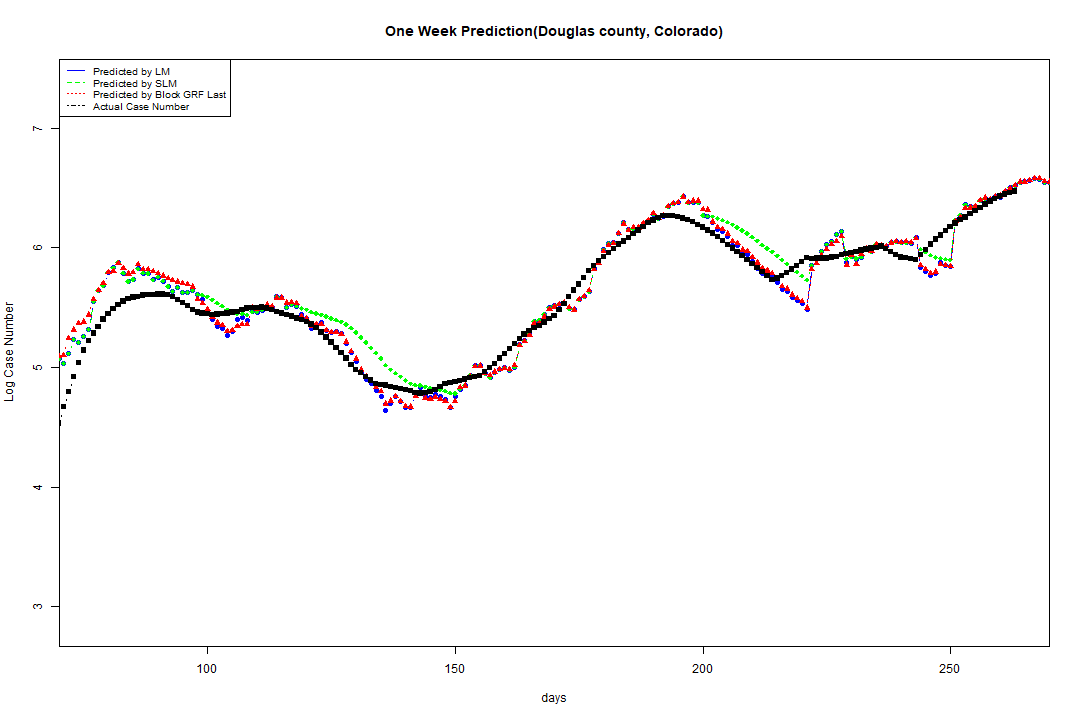 One Week Prediction(Douglas county, Colorado)
Predicted by LM
Predicted by SLM
Predicted by Block GRF Last
Actual Case Number
7
6
5
4
3
Log Case Number
100 150 200 250
days